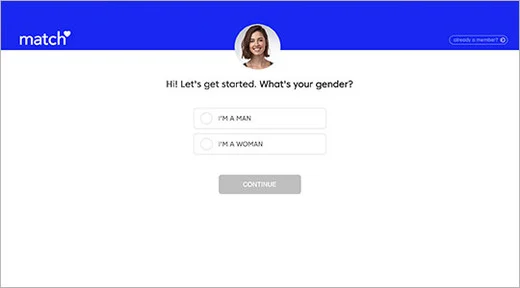 match
already a member?
Hi! Let's get started. What's your gender?
I'M A MAN
I'M A WOMAN
CONTINUE